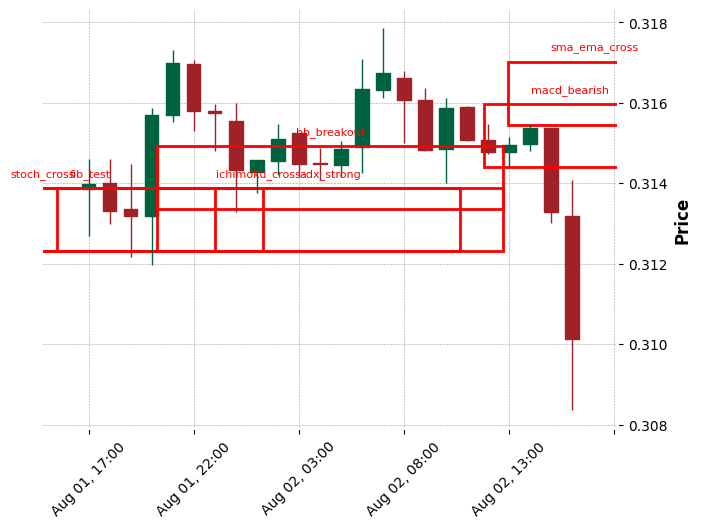 0.318
sma_ema_cross
macd_bearish
0.316
bb_breakout
stoch_cross
fib_test
ichimoku_cross
adx_strong
0.314
Price
0.312
0.310
0.308
Aug 01, 17:00
Aug 01, 22:00
Aug 02, 03:00
Aug 02, 08:00
Aug 02, 13:00